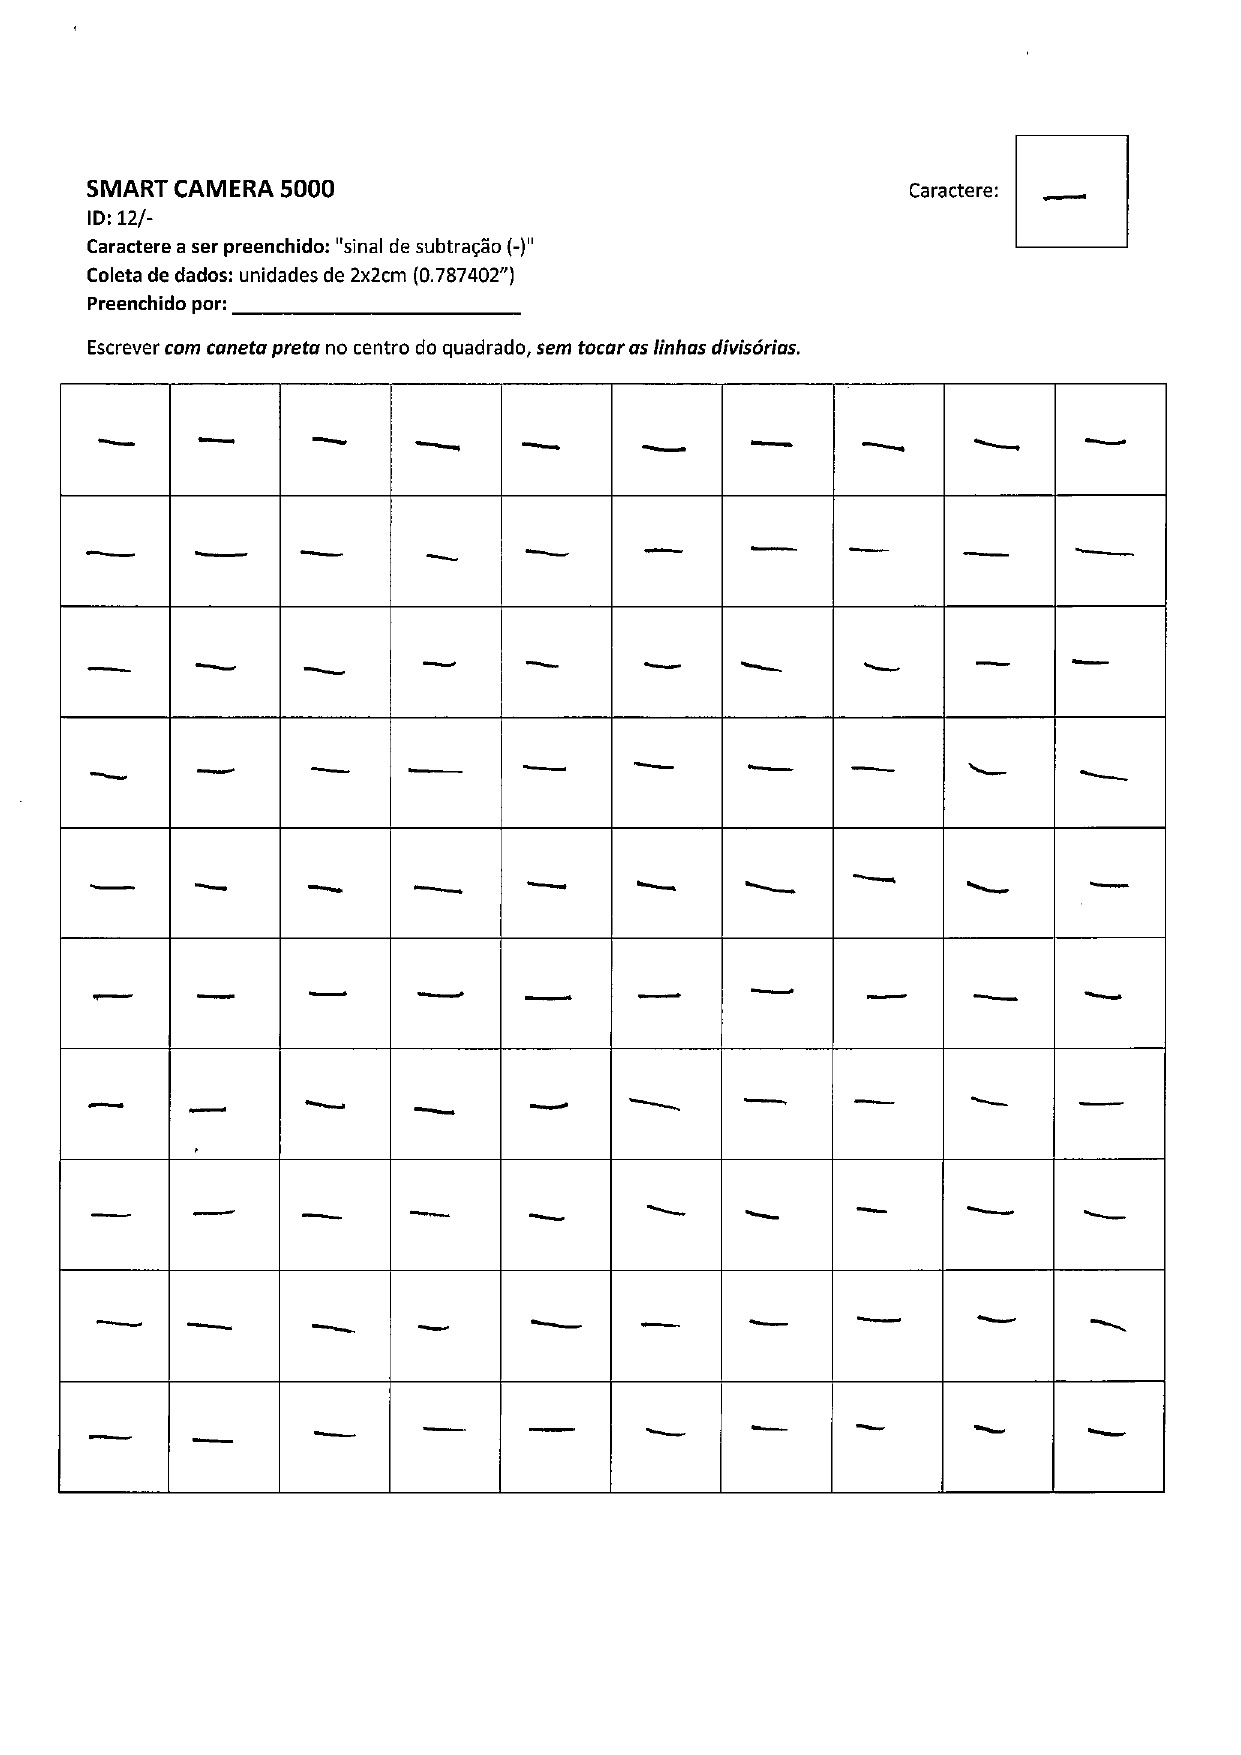 SMART CAMERA 5000
Caractere: —
ID: 12/-
Caractere a ser preenchido: "sinal de subtração (-)"
Coleta de dados: unidades de 2x2cm (0.787402”)
Preenchido por: ___________________________
Escrever com caneta preta no centro do quadrado, sem tocar as linhas divisórias.
— — — — — — — — — —
— — — — — — — — — —
— — — — — — — — — —
— — — — — — — — — —
— — — — — — — — — —
— — — — — — — — — —
— — — — — — — — — —
— — — — — — — — — —
— — — — — — — — — —
— — — — — — — — — —